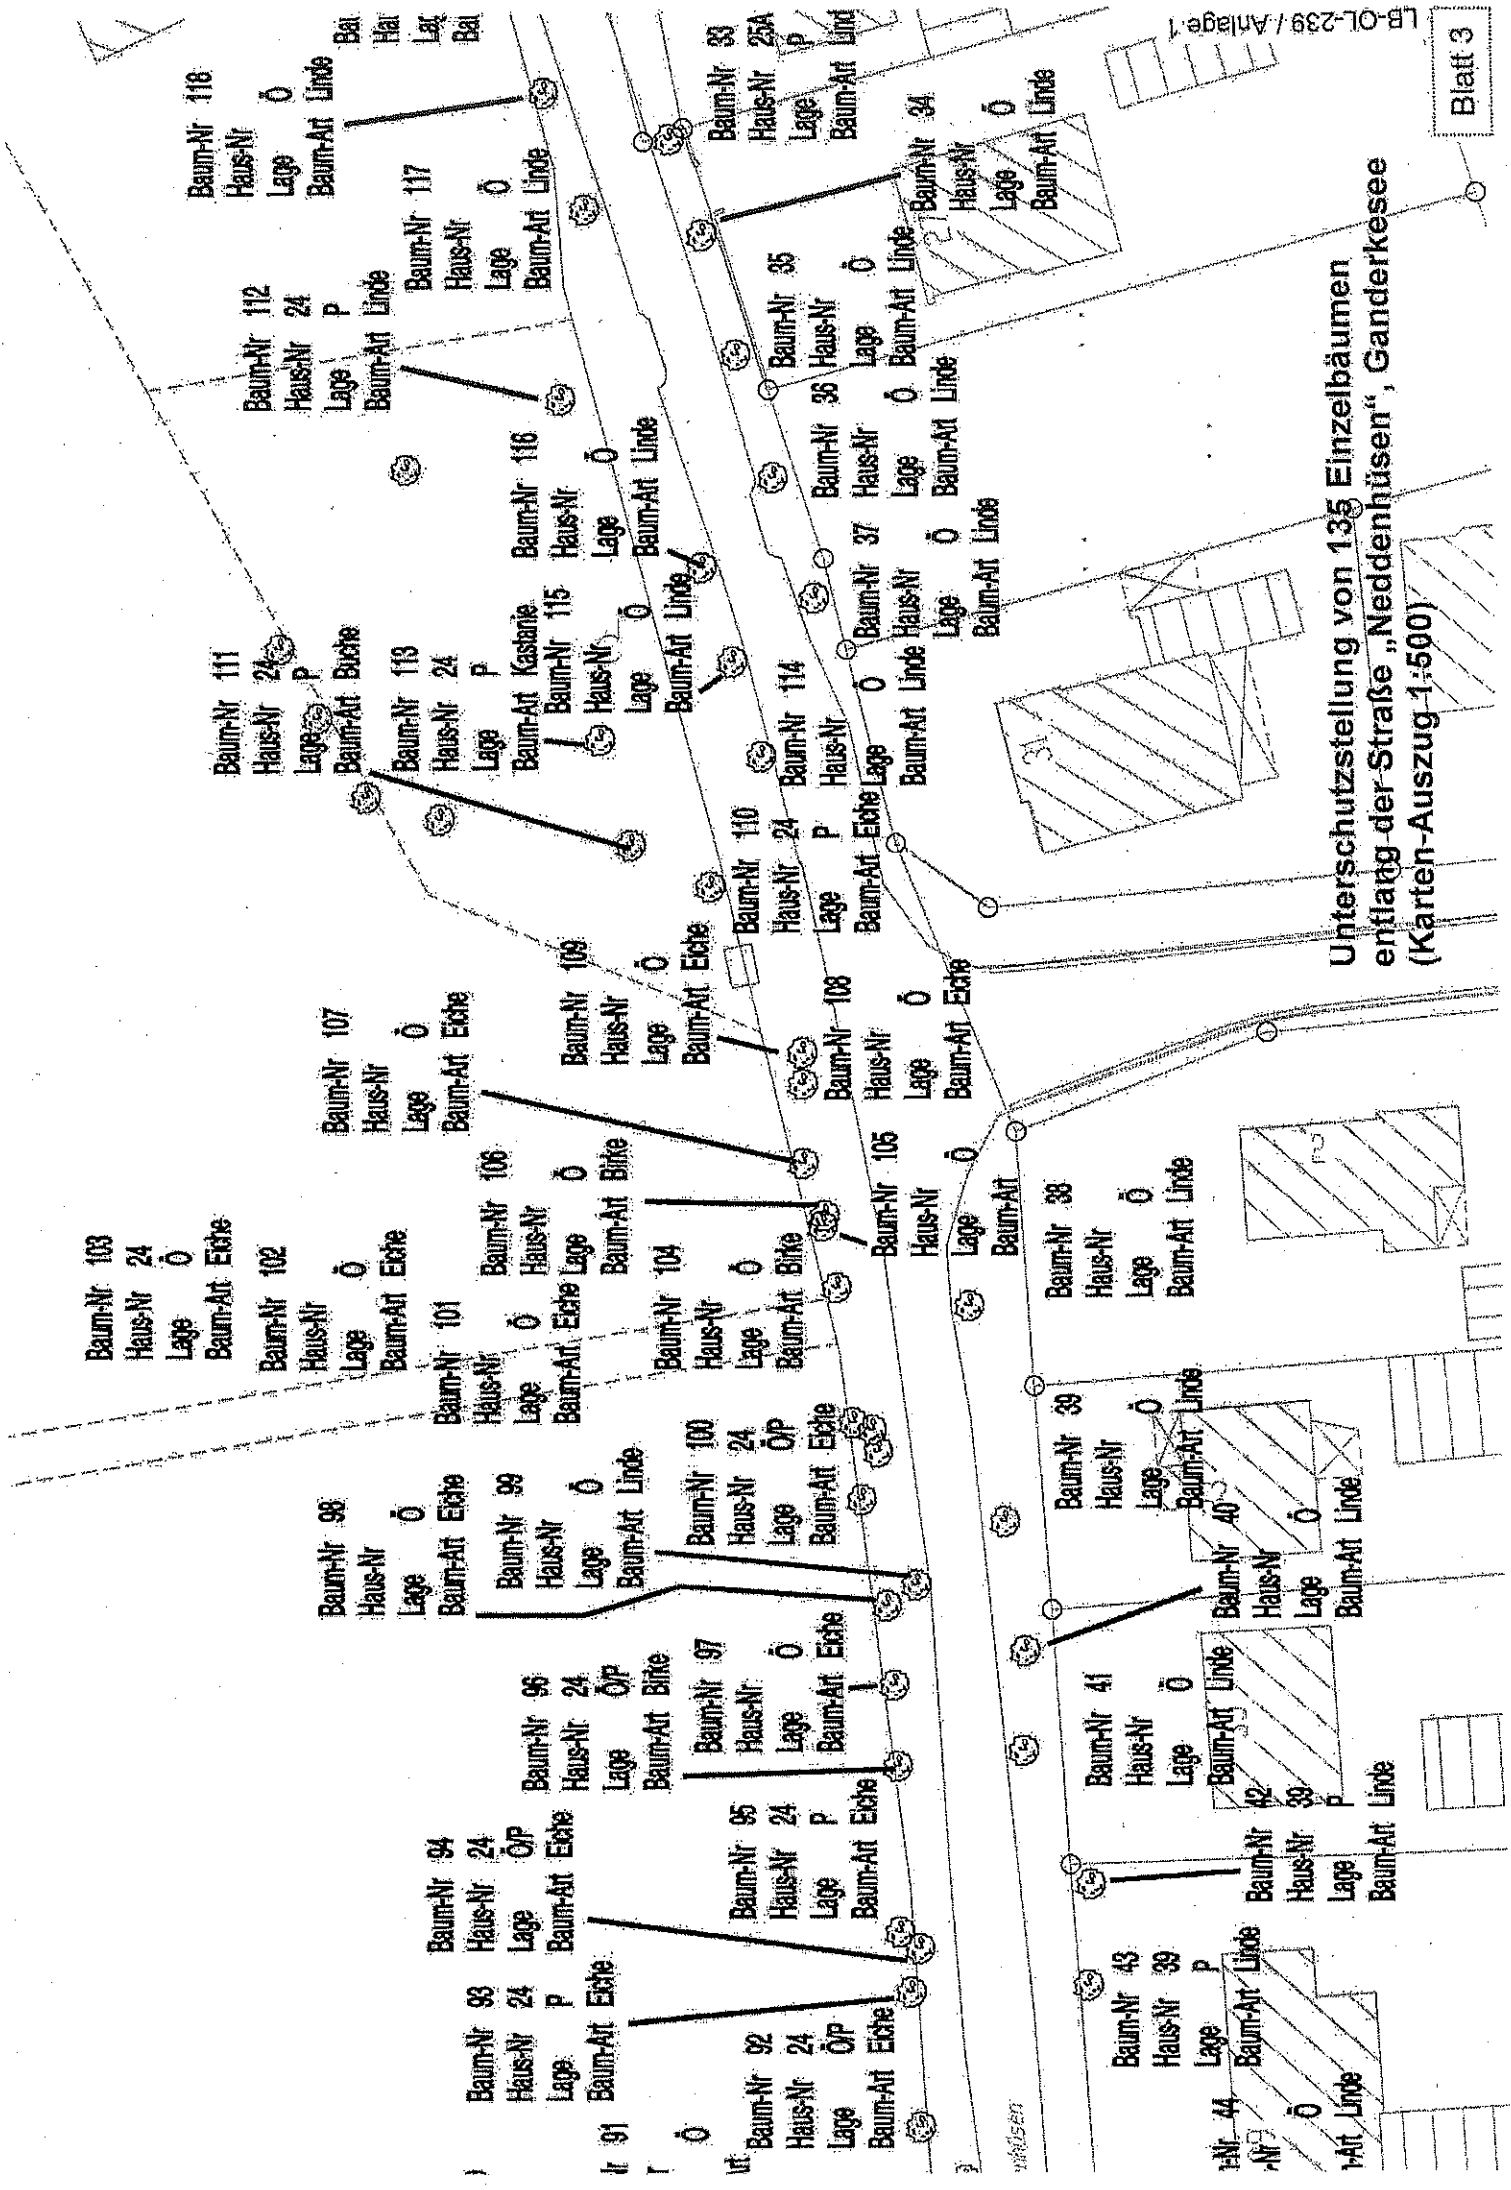 Baum-Nr 118
Haus-Nr
Lage Ö
Baum-Art Linde
Baum-Nr 117
Haus-Nr
Lage Ö
Baum-Art Linde
Baum-Nr 112
Haus-Nr 24
Lage P
Baum-Art Linde
Baum-Nr 116
Haus-Nr
Lage Ö
Baum-Art Linde
Baum-Nr 111
Haus-Nr 24
Lage P
Baum-Art Buche
Baum-Nr 113
Haus-Nr 24
Lage P
Baum-Art Kastanie
Baum-Nr 115
Haus-Nr
Lage Ö
Baum-Art Linde
Baum-Nr 114
Haus-Nr
Lage Ö
Baum-Art Linde
Baum-Nr 110
Haus-Nr 24
Lage P
Baum-Art Eiche
Baum-Nr 109
Haus-Nr
Lage Ö
Baum-Art Eiche
Baum-Nr 108
Haus-Nr
Lage Ö
Baum-Art Eiche
Baum-Nr 107
Haus-Nr
Lage Ö
Baum-Art Eiche
Baum-Nr 106
Haus-Nr
Lage Ö
Baum-Art Birke
Baum-Nr 105
Haus-Nr
Lage Ö
Baum-Art
Baum-Nr 104
Haus-Nr
Lage Ö
Baum-Art Birke
Baum-Nr 103
Haus-Nr 24
Lage Ö
Baum-Art Eiche
Baum-Nr 102
Haus-Nr
Lage Ö
Baum-Art Eiche
Baum-Nr 101
Haus-Nr
Lage Ö
Baum-Art Eiche
Baum-Nr 100
Haus-Nr 24
Lage Ö/P
Baum-Art Eiche
Baum-Nr 99
Haus-Nr
Lage Ö
Baum-Art Linde
Baum-Nr 98
Haus-Nr
Lage Ö
Baum-Art Eiche
Baum-Nr 97
Haus-Nr
Lage Ö
Baum-Art Eiche
Baum-Nr 96
Haus-Nr 24
Lage Ö/P
Baum-Art Birke
Baum-Nr 95
Haus-Nr 24
Lage P
Baum-Art Eiche
Baum-Nr 94
Haus-Nr 24
Lage Ö/P
Baum-Art Eiche
Baum-Nr 93
Haus-Nr 24
Lage P
Baum-Art Eiche
Baum-Nr 92
Haus-Nr 24
Lage Ö/P
Baum-Art Eiche
Nr 91
Ö
Art
Baum-Nr 33
Haus-Nr 25A
Lage P
Baum-Art Lind
Baum-Nr 34
Haus-Nr
Lage Ö
Baum-Art Linde
Baum-Nr 35
Haus-Nr
Lage Ö
Baum-Art Linde
Baum-Nr 36
Haus-Nr
Lage Ö
Baum-Art Linde
Baum-Nr 37
Haus-Nr
Lage Ö
Baum-Art Linde
Baum-Nr 38
Haus-Nr
Lage Ö
Baum-Art Linde
Baum-Nr 39
Haus-Nr
Lage Ö
Baum-Art Linde
Baum-Nr 40
Haus-Nr
Lage Ö
Baum-Art Linde
Baum-Nr 41
Haus-Nr
Lage Ö
Baum-Art Linde
Baum-Nr 42
Haus-Nr 39
Lage P
Baum-Art Linde
Baum-Nr 43
Haus-Nr 39
Lage P
Baum-Art Linde
-Nr 44
-Nr
Ö
-Art Linde
Bau
Hau
Lag
Bau
27
31
Unterschutzstellung von 135 Einzelbäumen
entlang der Straße „Neddenhüsen“, Ganderkesee
(Karten-Auszug 1:500)
LB-OL-239 / Anlage 1
Blatt 3